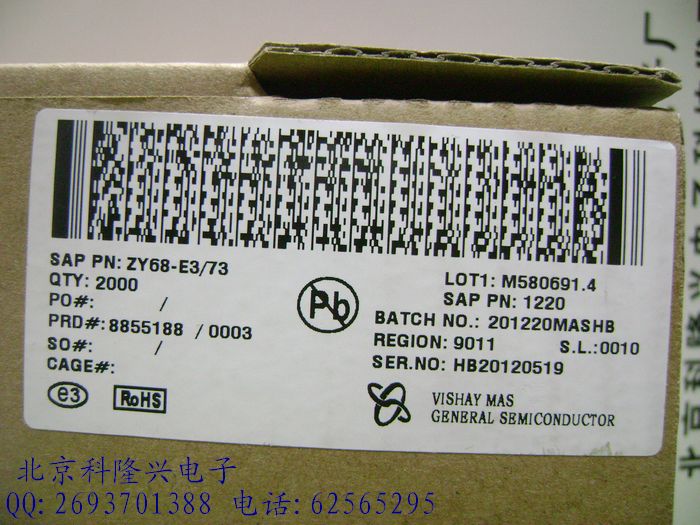 SAP PN: ZY68-E3/73
QTY: 2000
PO#: /
PRD#: 8855188 / 0003
SO#: /
CAGE#:
e3
RoHS
Pb
LOT1: M580691.4
SAP PN: 1220
BATCH NO.: 201220MASHB
REGION: 9011 S.L.:0010
SER.NO: HB20120519
VISHAY MAS
GENERAL SEMICONDUCTOR
北京科隆兴电子
QQ:2693701388 电话:62565295